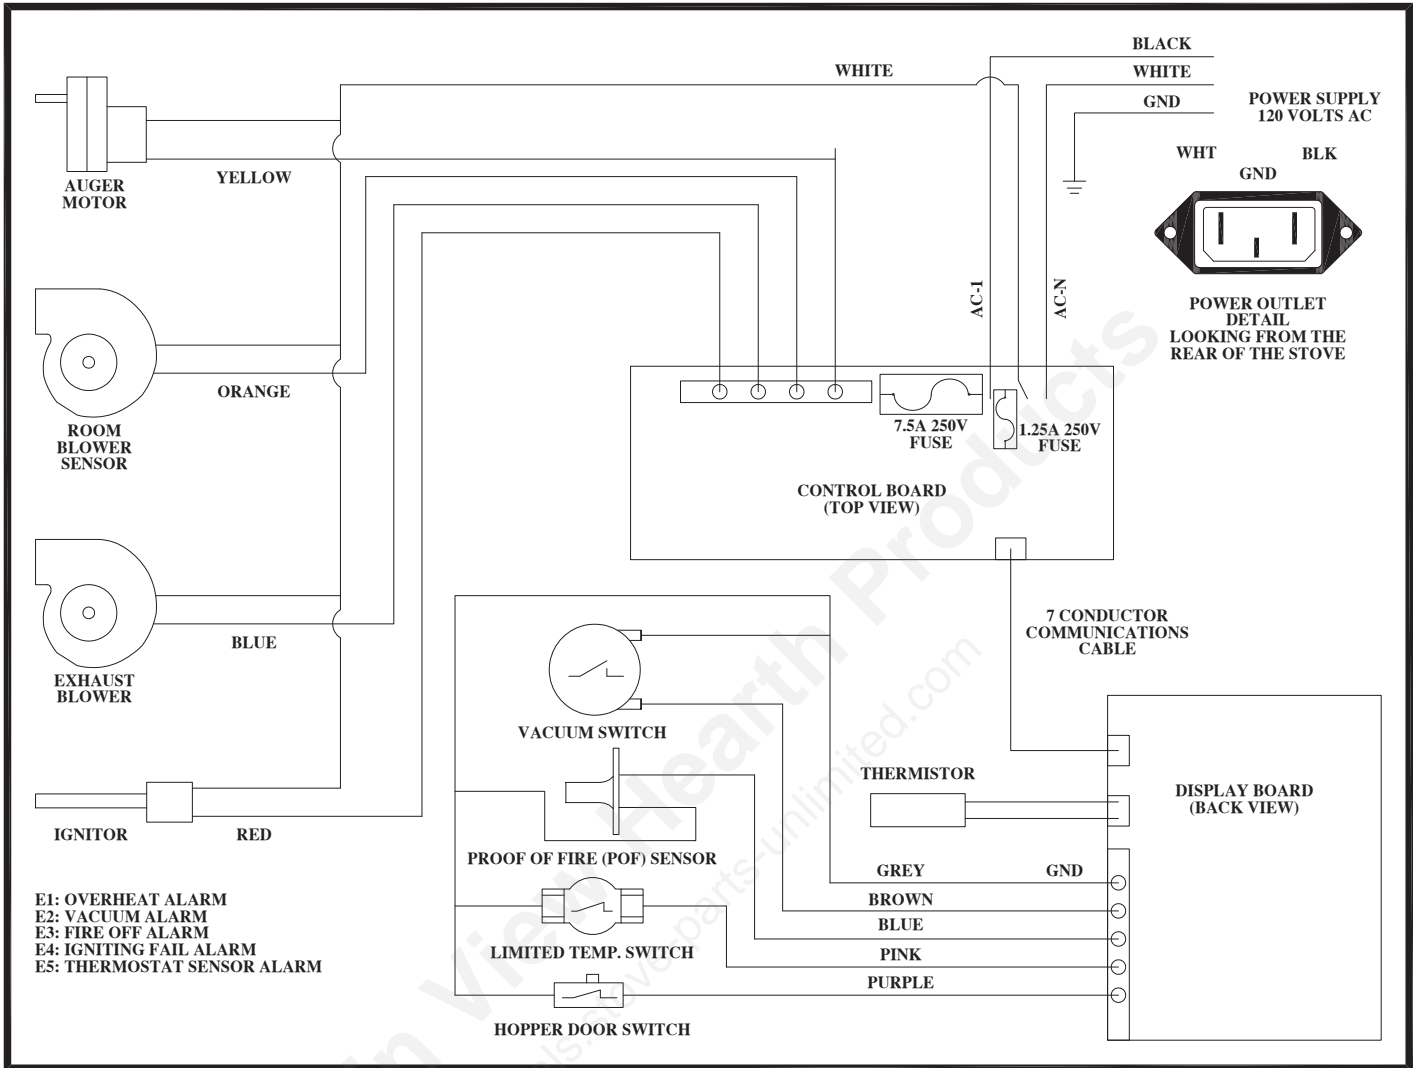 BLACK
WHITE
WHITE
GND
POWER SUPPLY
120 VOLTS AC
WHT
BLK
GND
AUGER
MOTOR
YELLOW
AC-1
AC-N
POWER OUTLET
DETAIL
LOOKING FROM THE
REAR OF THE STOVE
ORANGE
ROOM
BLOWER
SENSOR
7.5A 250V
FUSE
1.25A 250V
FUSE
CONTROL BOARD
(TOP VIEW)
7 CONDUCTOR
COMMUNICATIONS
CABLE
BLUE
EXHAUST
BLOWER
VACUUM SWITCH
THERMISTOR
DISPLAY BOARD
(BACK VIEW)
IGNITOR
RED
PROOF OF FIRE (POF) SENSOR
GREY
GND
BROWN
BLUE
PINK
PURPLE
LIMITED TEMP. SWITCH
HOPPER DOOR SWITCH
E1: OVERHEAT ALARM
E2: VACUUM ALARM
E3: FIRE OFF ALARM
E4: IGNITING FAIL ALARM
E5: THERMOSTAT SENSOR ALARM
View Hearth Products